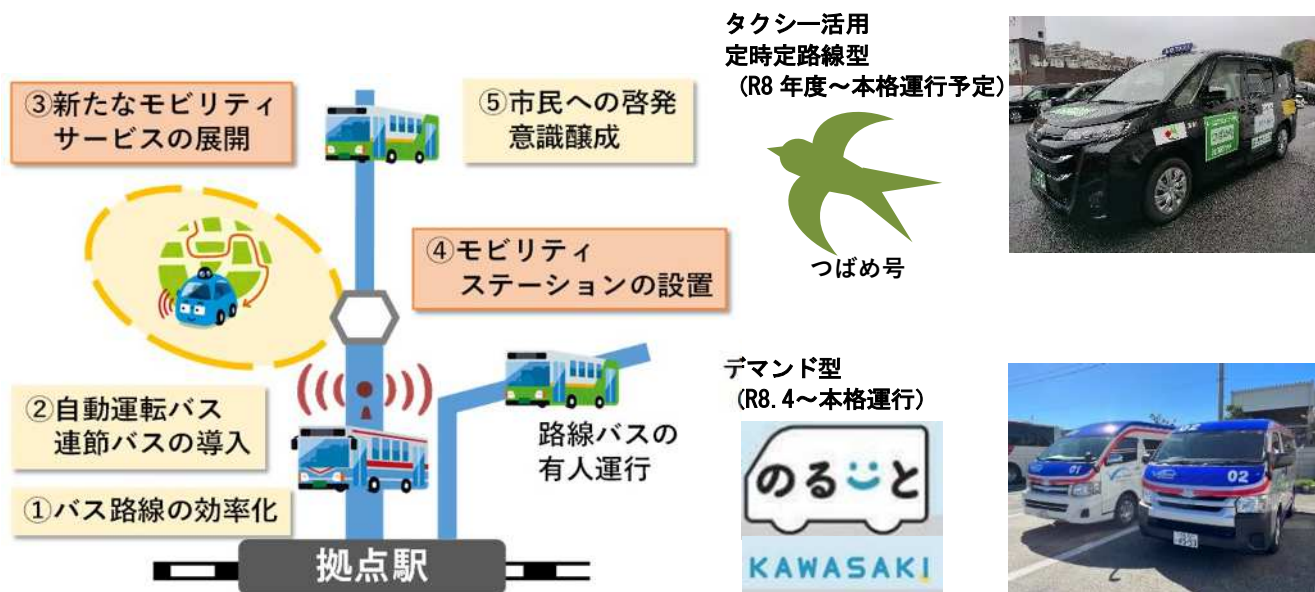 ③新たなモビリティ
サービスの展開
⑤市民への啓発
意識醸成
④モビリティ
ステーションの設置
②自動運転バス
連節バスの導入
路線バスの
有人運行
①バス路線の効率化
拠点駅
タクシー活用
定時定路線型
（R8 年度～本格運行予定）
つばめ号
デマンド型
（R8.4～本格運行）
のるーと
KAWASAKI
01
02
02